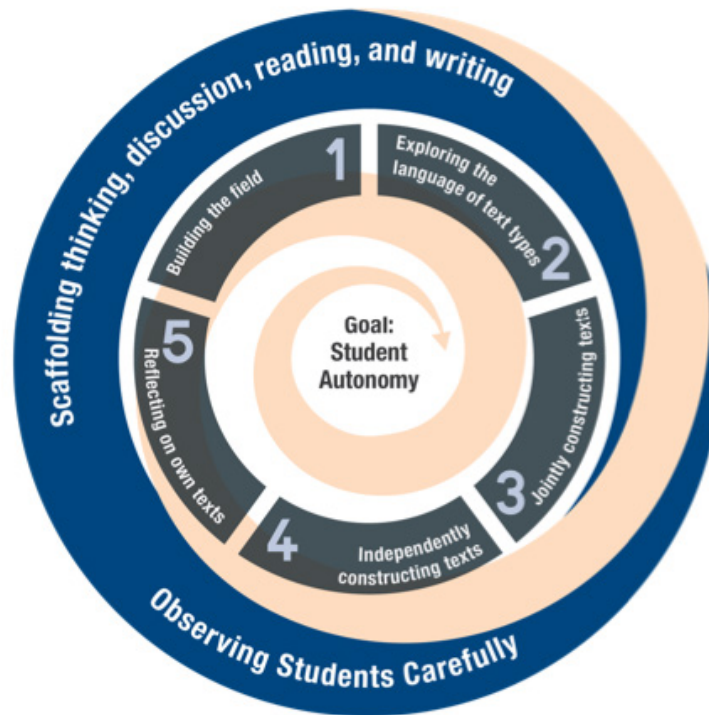 Scaffolding thinking, discussion, reading, and writing
1
Building the field
Exploring the
language of text types
2
3
Jointly constructing texts
4
Independently
constructing texts
5
Reflecting on own texts
Goal:
Student
Autonomy
Observing Students Carefully